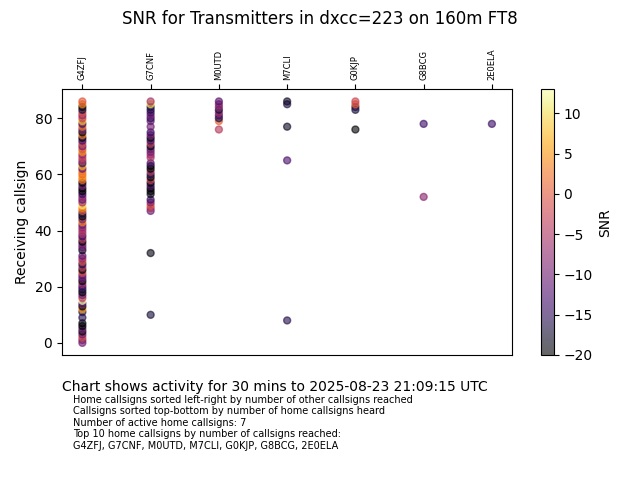 SNR for Transmitters in dxcc=223 on 160m FT8
G4ZFJ
G7CNF
M0UTD
M7CLI
G0KJP
G8BCG
2E0ELA
80
60
40
20
0
Receiving callsign
10
5
0
−5
−10
−15
−20
SNR
Chart shows activity for 30 mins to 2025-08-23 21:09:15 UTC
Home callsigns sorted left-right by number of other callsigns reached
Callsigns sorted top-bottom by number of home callsigns heard
Number of active home callsigns: 7
Top 10 home callsigns by number of callsigns reached:
G4ZFJ, G7CNF, M0UTD, M7CLI, G0KJP, G8BCG, 2E0ELA